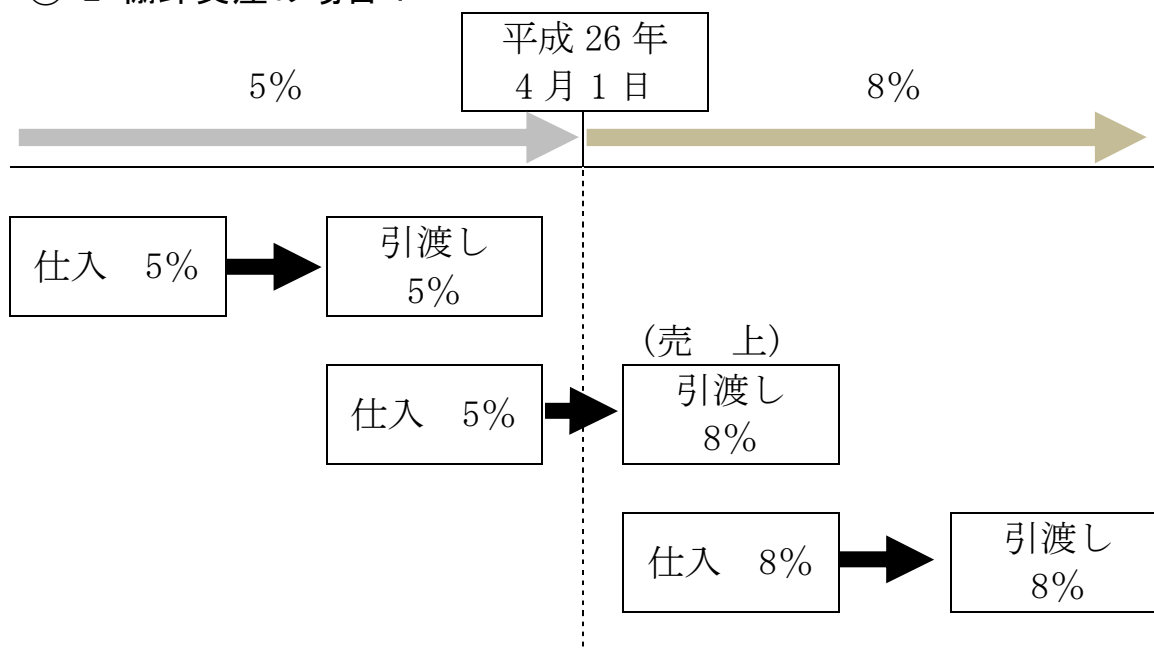 平成 26 年
4 月 1 日
5%
8%
仕入　5%
引渡し
5%
(売　上)
仕入　5%
引渡し
8%
仕入　8%
引渡し
8%